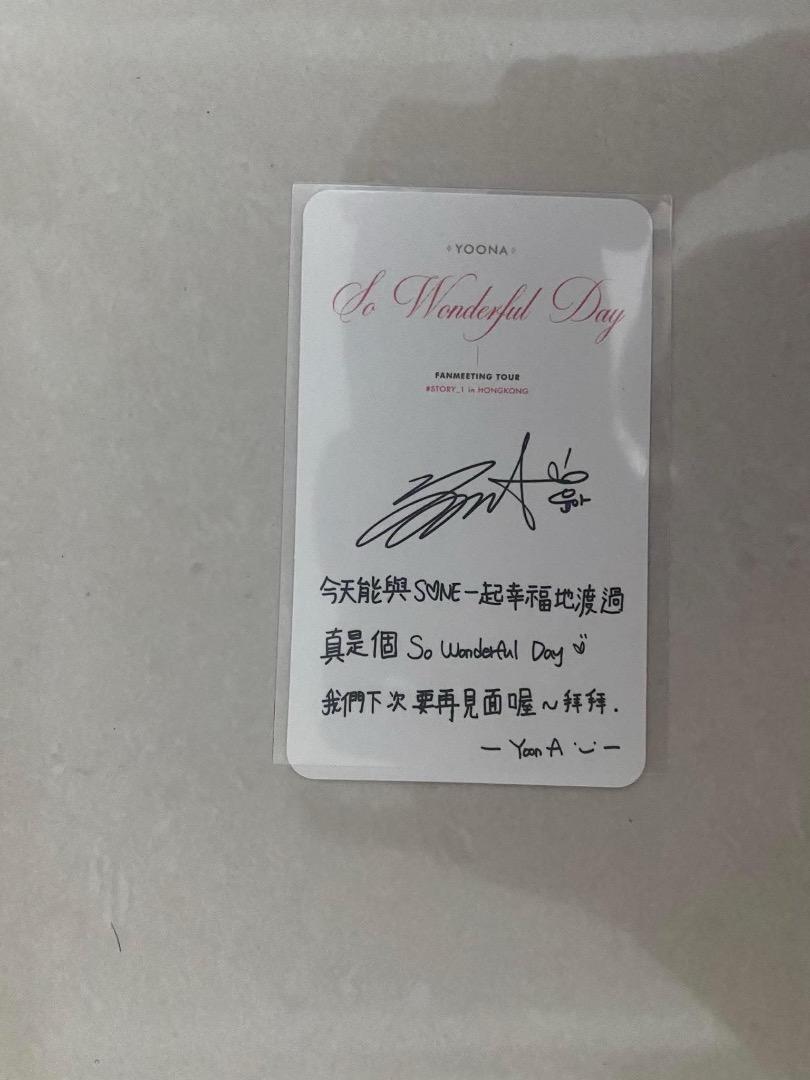 YOONA
So Wonderful Day
FANMEETING TOUR
#STORY_1 in HONGKONG
今天能與S♡NE一起幸福地渡過
真是個 So Wonderful Day
我們下次要再見面喔~拜拜.
— YoonA —